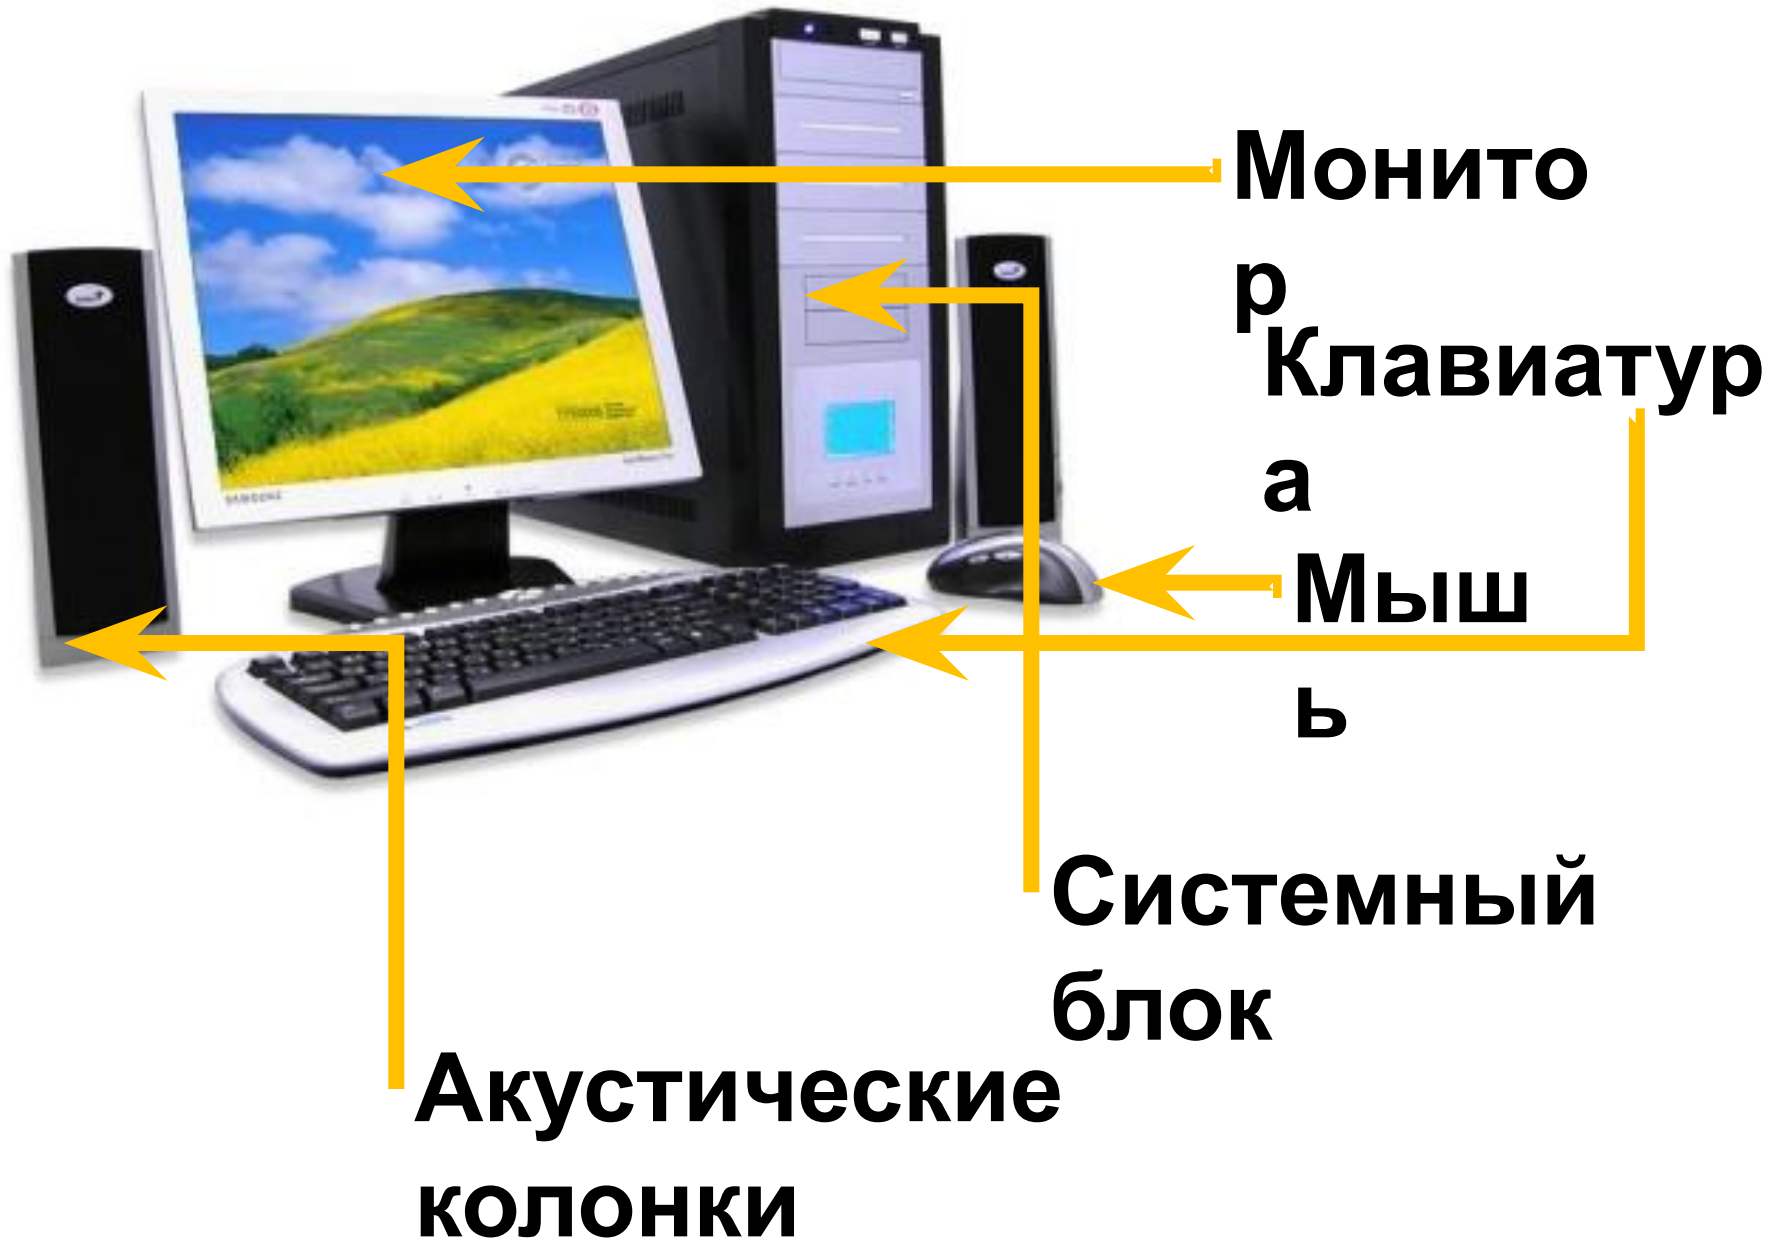 Монито
р
Клавиатур
а
Мыш
ь
Системный
блок
Акустические
колонки